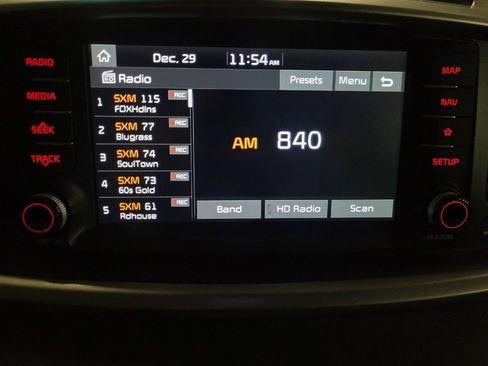 Dec, 29 11:54 AM
RADIO
MEDIA
SEEK
TRACK
Radio
Presets Menu
1 SXM 115 REC
FOXHdlns
2 SXM 77 REC
Blugrass
3 SXM 74 REC
SoulTown
4 SXM 73 REC
60s Gold
5 SXM 61 REC
Rdhouse
AM 840
Band HD Radio Scan
MAP
NAV
SETUP